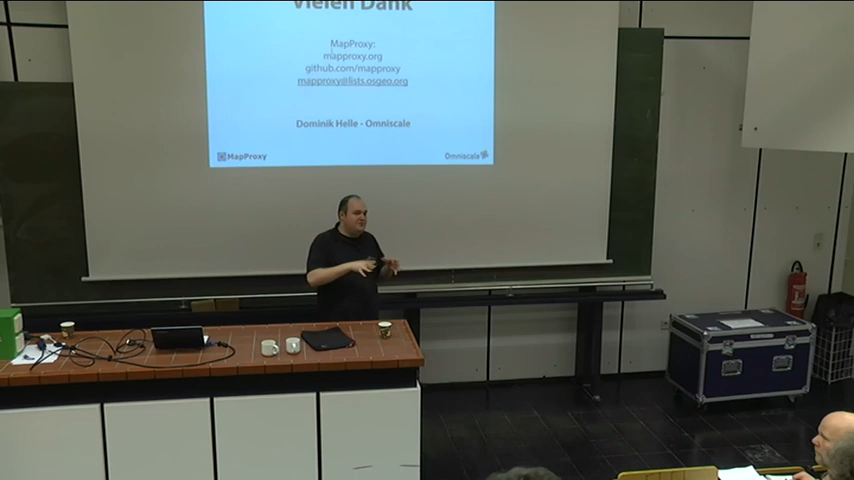 Vielen Dank
MapProxy:
mapproxy.org
github.com/mapproxy
mapproxy@lists.osgeo.org
Dominik Helle - Omniscale
MapProxy
Omniscale